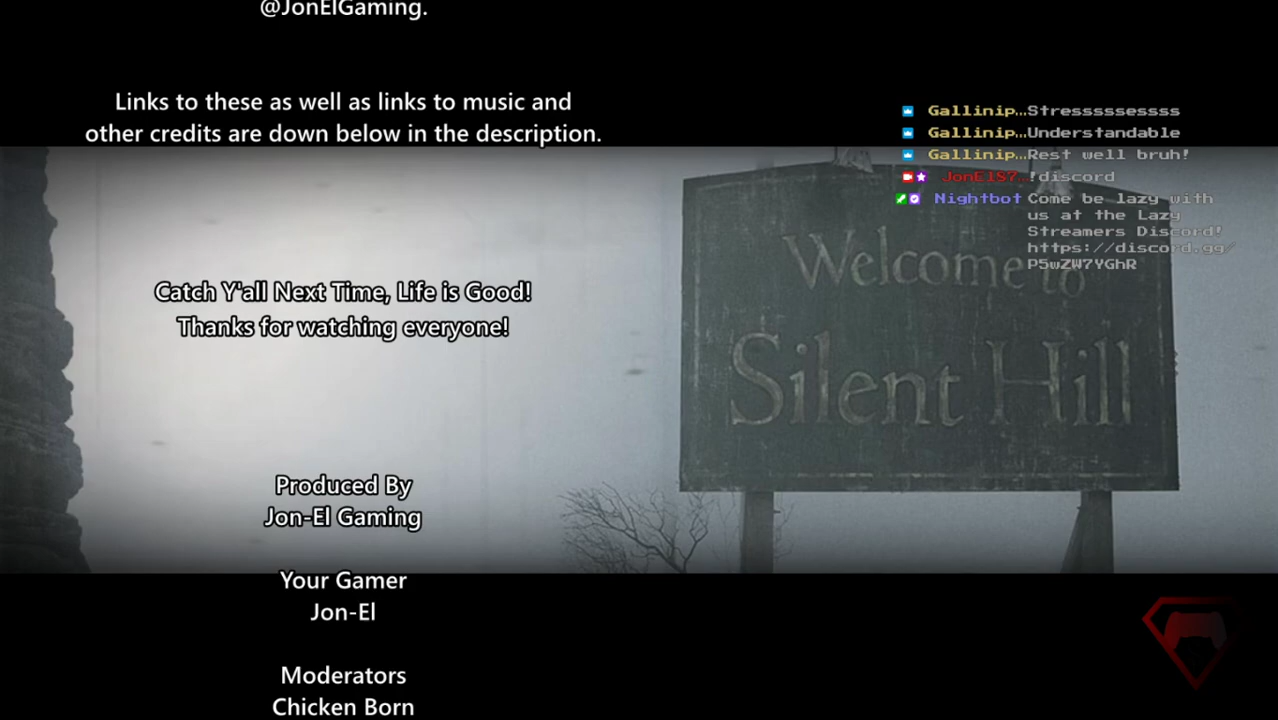 @JonElGaming.
Links to these as well as links to music and
other credits are down below in the description.
Catch Y'all Next Time, Life is Good!
Thanks for watching everyone!
Produced By
Jon-El Gaming
Your Gamer
Jon-El
Moderators
Chicken Born
Gallinip...Stresssssessss
Gallinip...Understandable
Gallinip...Rest well bruh!
JonEl87...!discord
Nightbot Come be lazy with
us at the Lazy
Streamers Discord!
https://discord.gg/
P5wZW7YGhR
Welcome to
Silent Hill